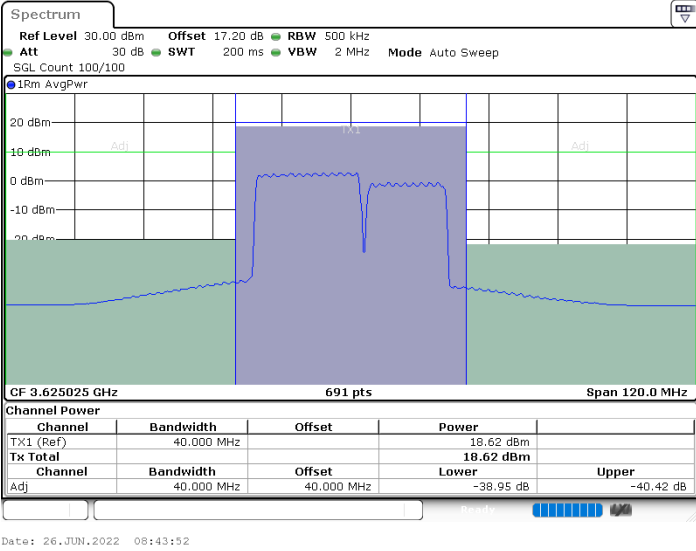 Spectrum
Ref Level 30.00 dBm Offset 17.20 dB RBW 500 kHz
Att 30 dB SWT 200 ms VBW 2 MHz Mode Auto Sweep
SGL Count 100/100
1Rm AvgPwr
20 dBm
TX1
Adj Adj
10 dBm
0 dBm
-10 dBm
-20 dBm
CF 3.625025 GHz 691 pts Span 120.0 MHz
Channel Power
Channel Bandwidth Offset Power
TX1 (Ref) 40.000 MHz 18.62 dBm
Tx Total 18.62 dBm
Channel Bandwidth Offset Lower Upper
Adj 40.000 MHz 40.000 MHz -38.95 dB -40.42 dB
Ready
Date: 26.JUN.2022 08:43:52